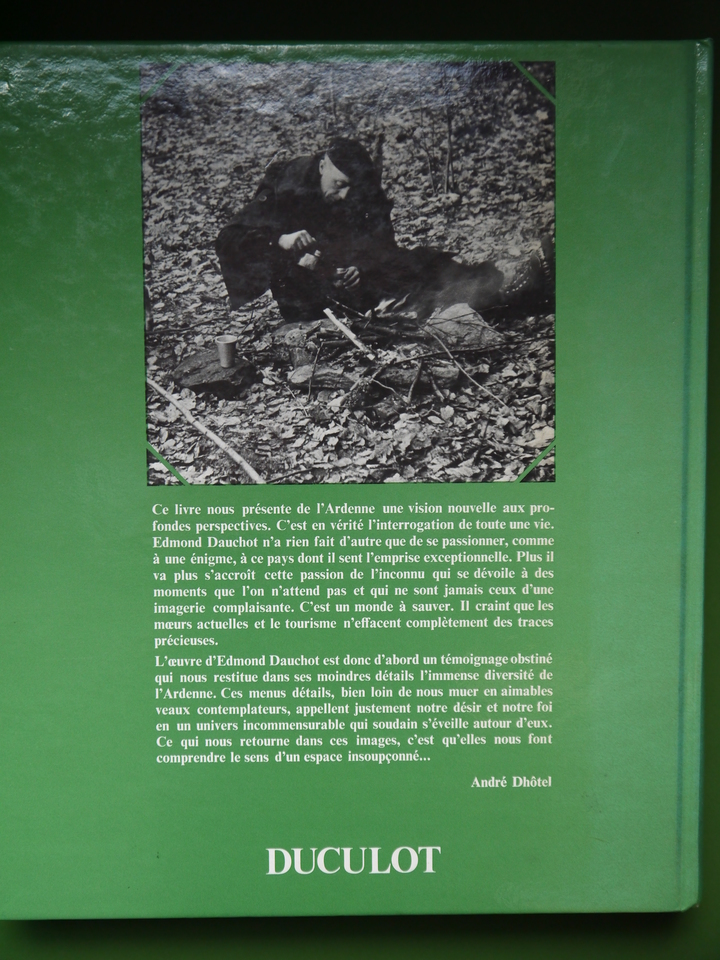 Ce livre nous présente de l'Ardenne une vision nouvelle aux pro-
fondes perspectives. C'est en vérité l'interrogation de toute une vie.
Edmond Dauchot n'a rien fait d'autre que de se passionner, comme
à une énigme, à ce pays dont il sent l'emprise exceptionnelle. Plus il
va plus s'accroît cette passion de l'inconnu qui se dévoile à des
moments que l'on n'attend pas et qui ne sont jamais ceux d'une
imagerie complaisante. C'est un monde à sauver. Il craint que les
mœurs actuelles et le tourisme n'effacent complètement des traces
précieuses.
L'œuvre d'Edmond Dauchot est donc d'abord un témoignage obstiné
qui nous restitue dans ses moindres détails l'immense diversité de
l'Ardenne. Ces menus détails, bien loin de nous muer en aimables
veaux contemplateurs, appellent justement notre désir et notre foi
en un univers incommensurable qui soudain s'éveille autour d'eux.
Ce qui nous retourne dans ces images, c'est qu'elles nous font
comprendre le sens d'un espace insoupçonné...
André Dhôtel
DUCULOT